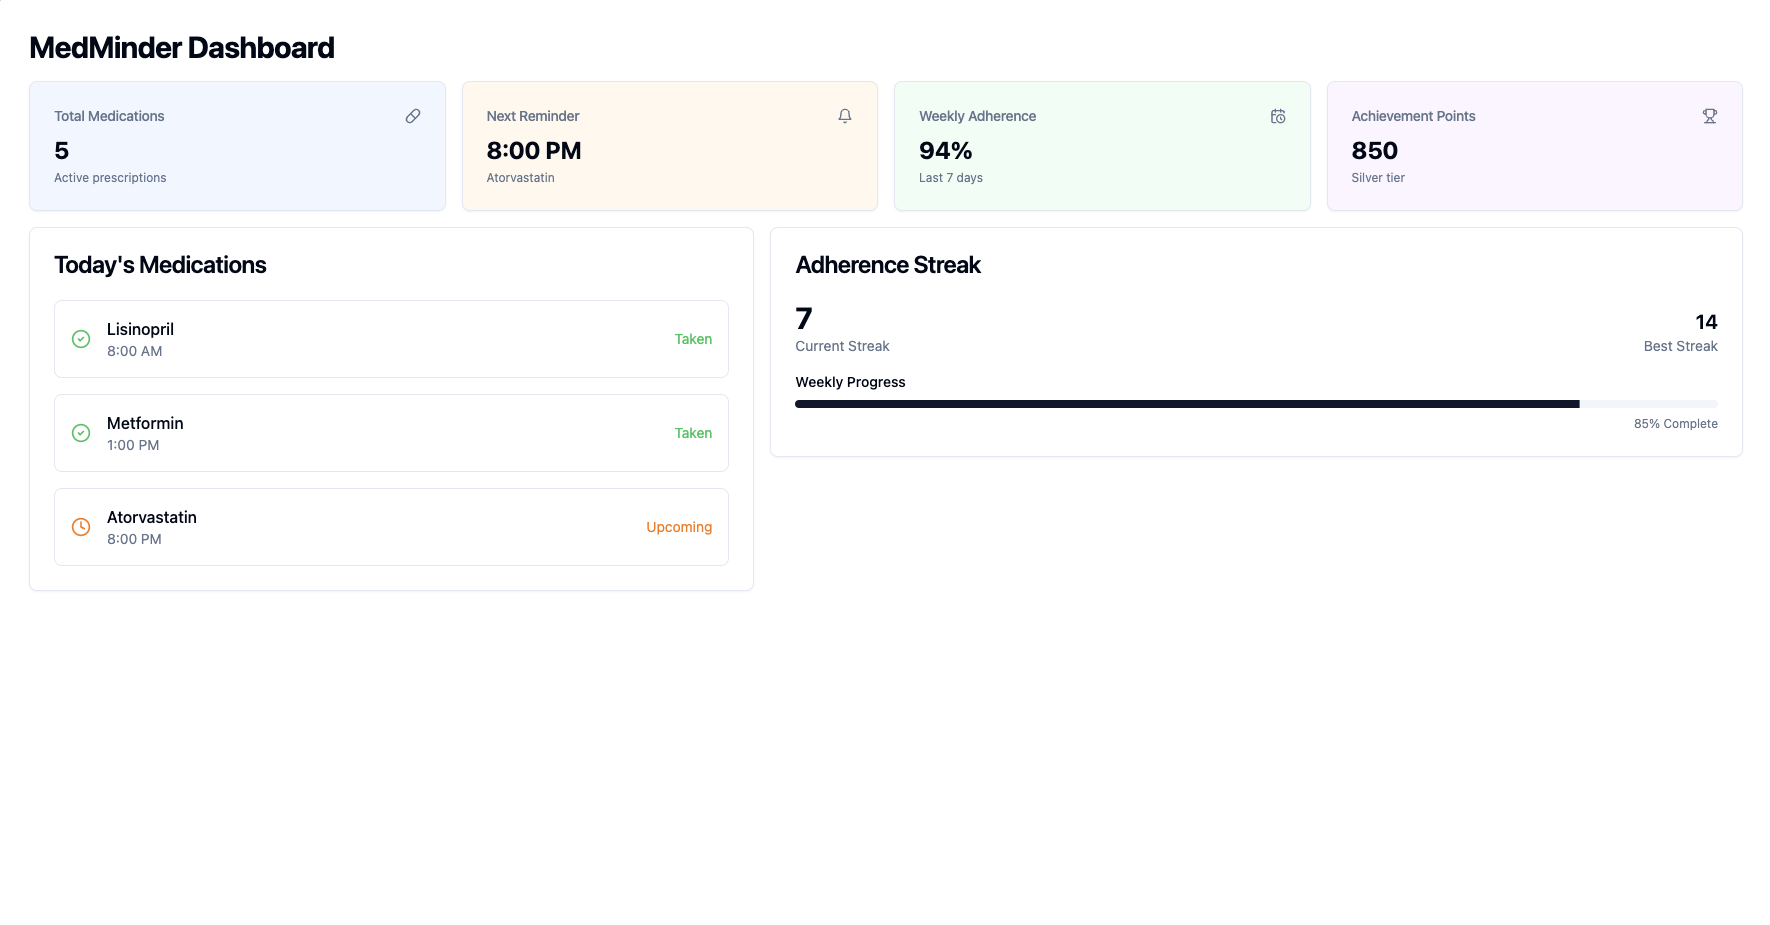 MedMinder Dashboard
Total Medications
5
Active prescriptions
Next Reminder
8:00 PM
Atorvastatin
Weekly Adherence
94%
Last 7 days
Achievement Points
850
Silver tier
Today's Medications
Lisinopril
8:00 AM
Taken
Metformin
1:00 PM
Taken
Atorvastatin
8:00 PM
Upcoming
Adherence Streak
7
Current Streak
14
Best Streak
Weekly Progress
85% Complete